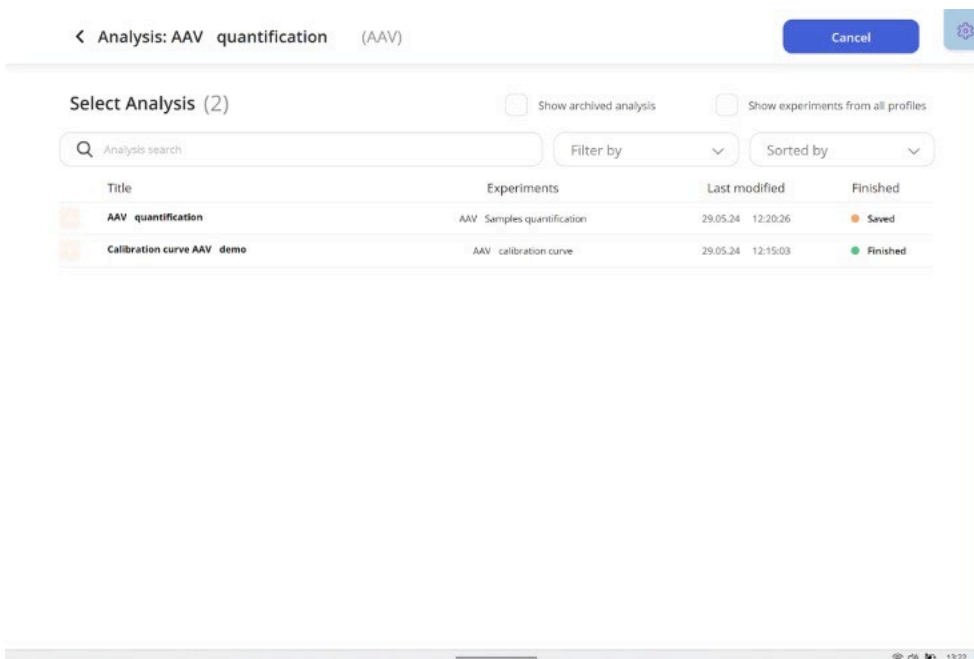 Analysis: AAV quantification (AAV) Cancel
Select Analysis (2) Show archived analysis Show experiments from all profiles
Analysis search Filter by Sorted by
Title Experiments Last modified Finished
AAV quantification AAV Samples quantification 29.05.24 12:20:26 Saved
Calibration curve AAV demo AAV calibration curve 29.05.24 12:15:03 Finished
13:22